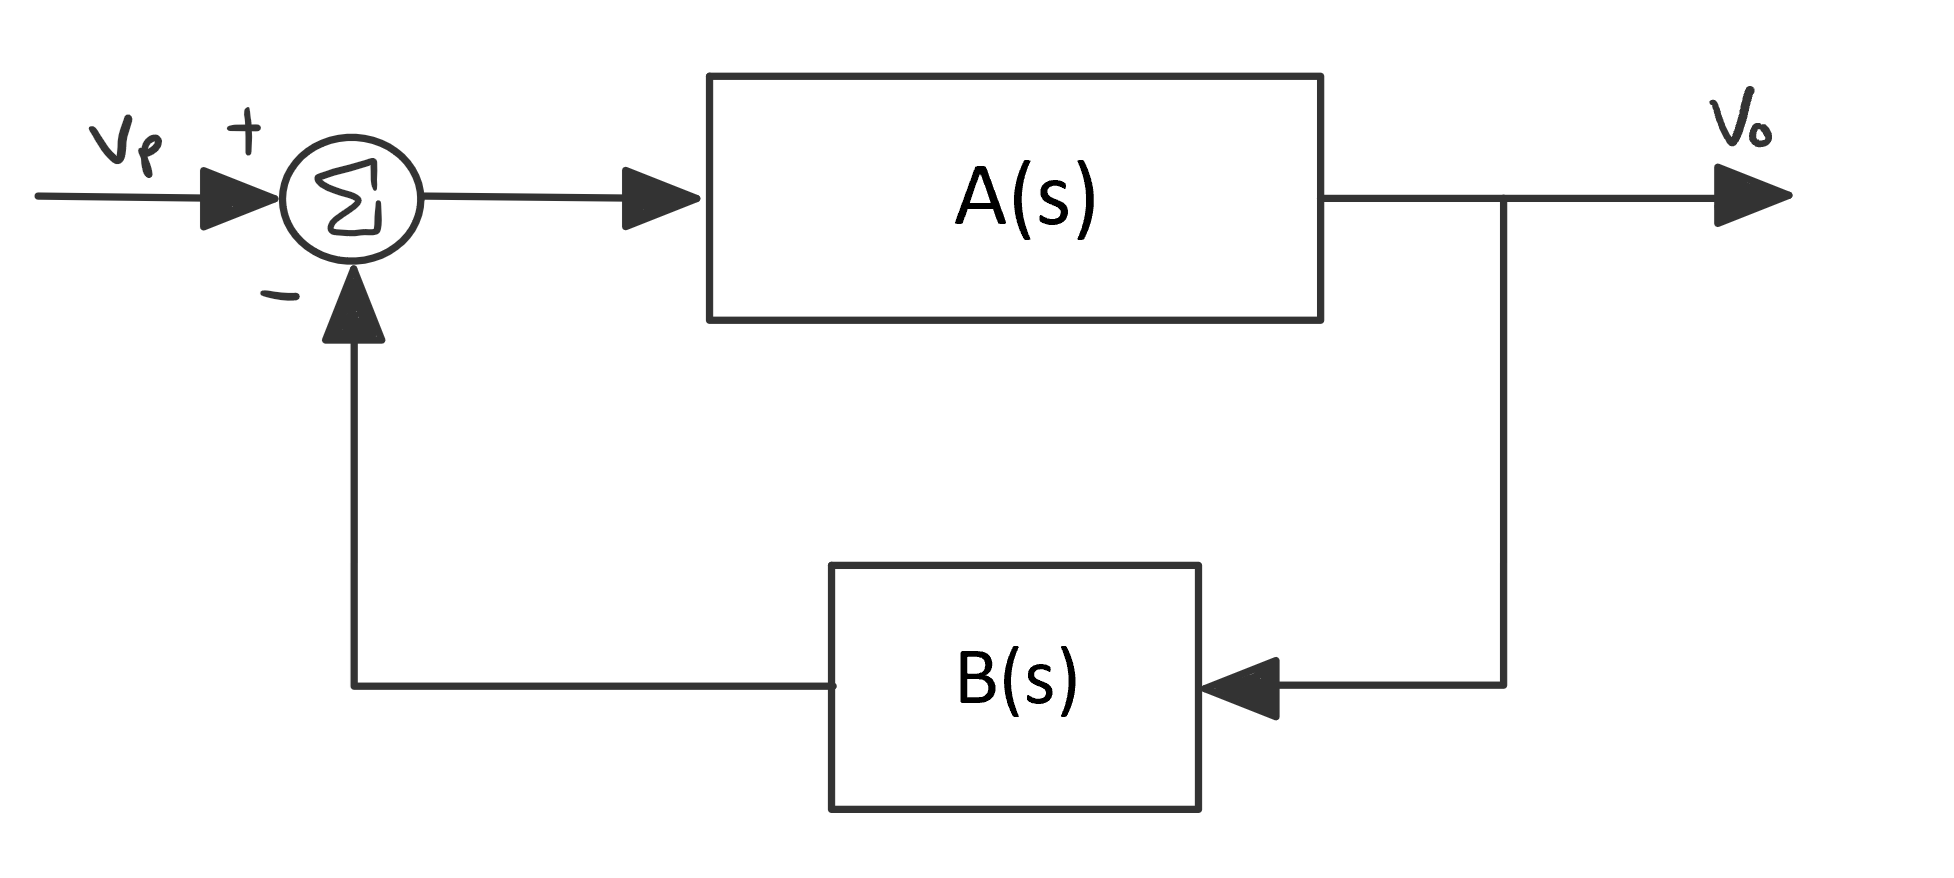 Vp
+
Σ
A(s)
Vo
-
B(s)